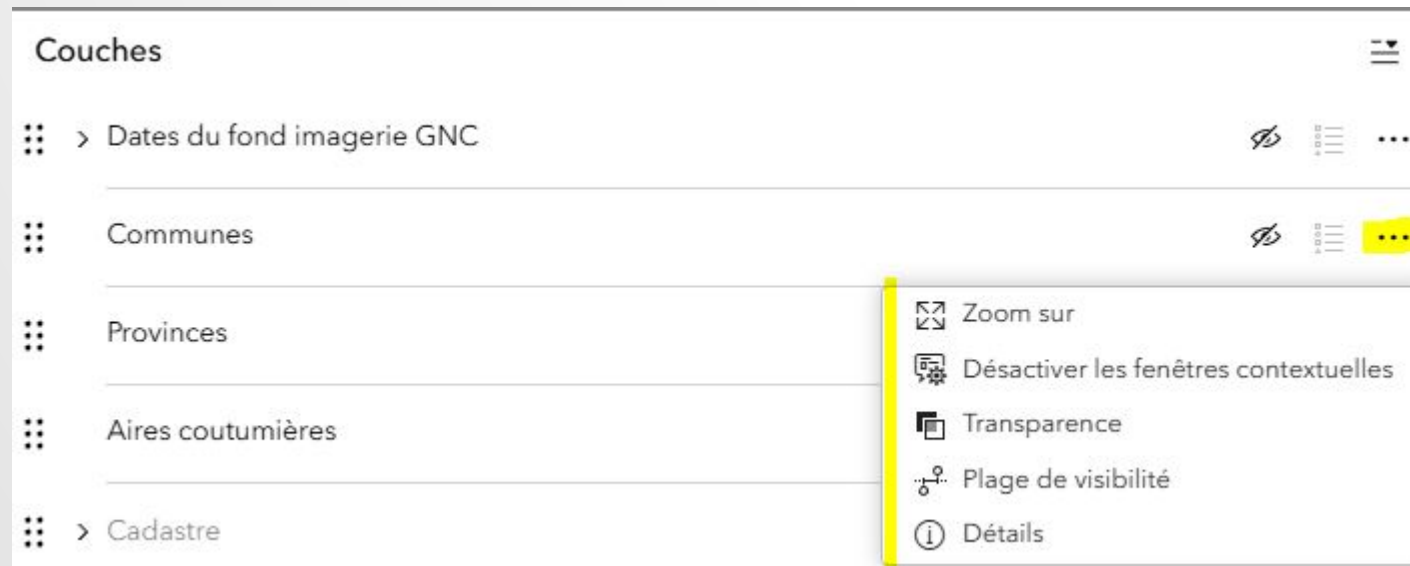 Couches
Dates du fond imagerie GNC
Communes
Provinces
Zoom sur
Désactiver les fenêtres contextuelles
Aires coutumières
Transparence
Plage de visibilité
Cadastre
Détails